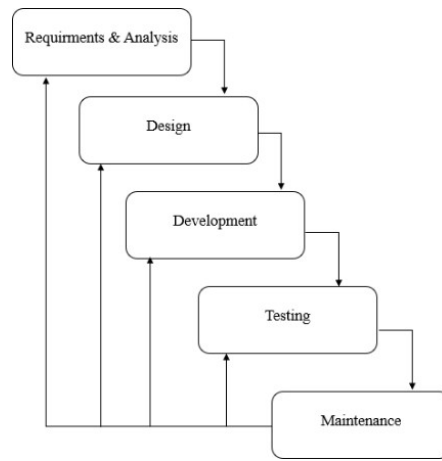 Requirments & Analysis
Design
Development
Testing
Maintenance